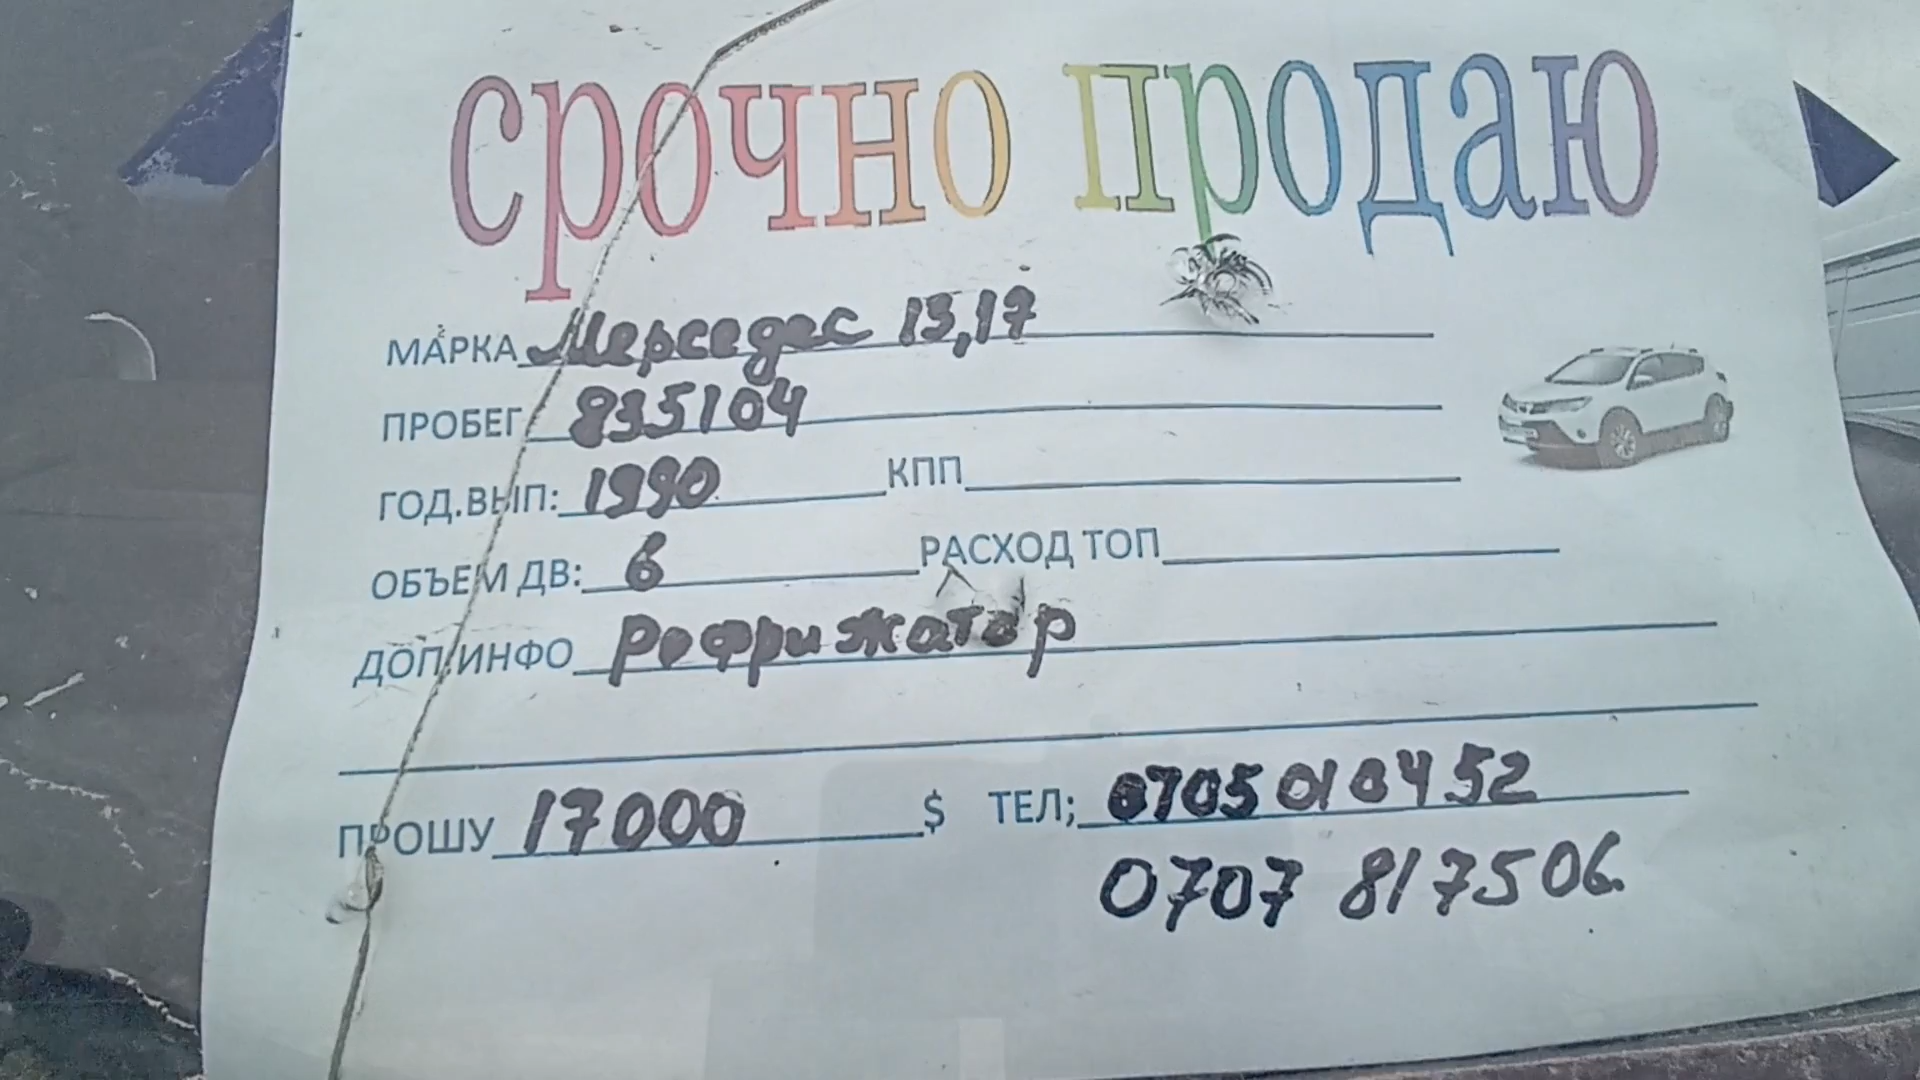 срочно продаю
МАРКА Мерседес 13,17
ПРОБЕГ 835104
ГОД.ВЫП: 1990 КПП
ОБЪЕМ ДВ: 6 РАСХОД ТОП
ДОП.ИНФО Рофрижатор
ПРОШУ 17000 $ ТЕЛ; 0705 010452
0707 817506.